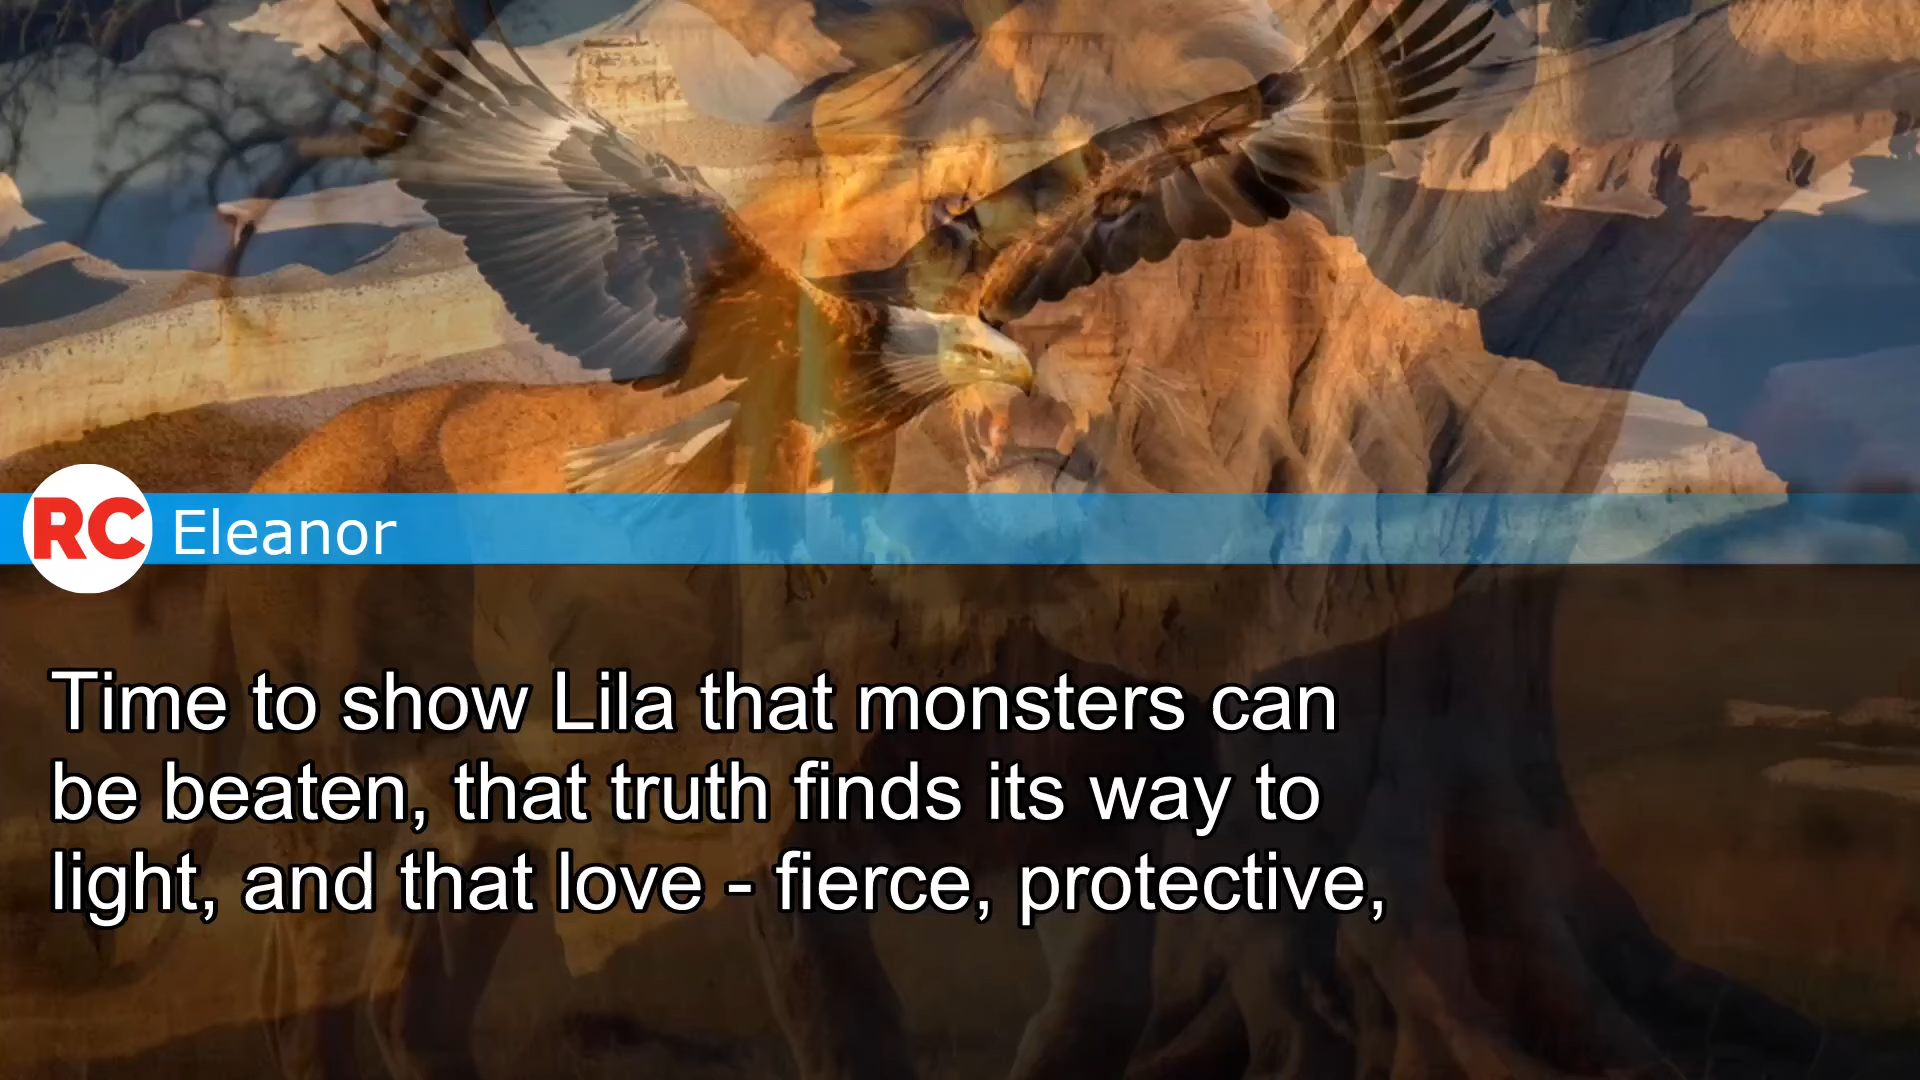 RC Eleanor
Time to show Lila that monsters can
be beaten, that truth finds its way to
light, and that love - fierce, protective,